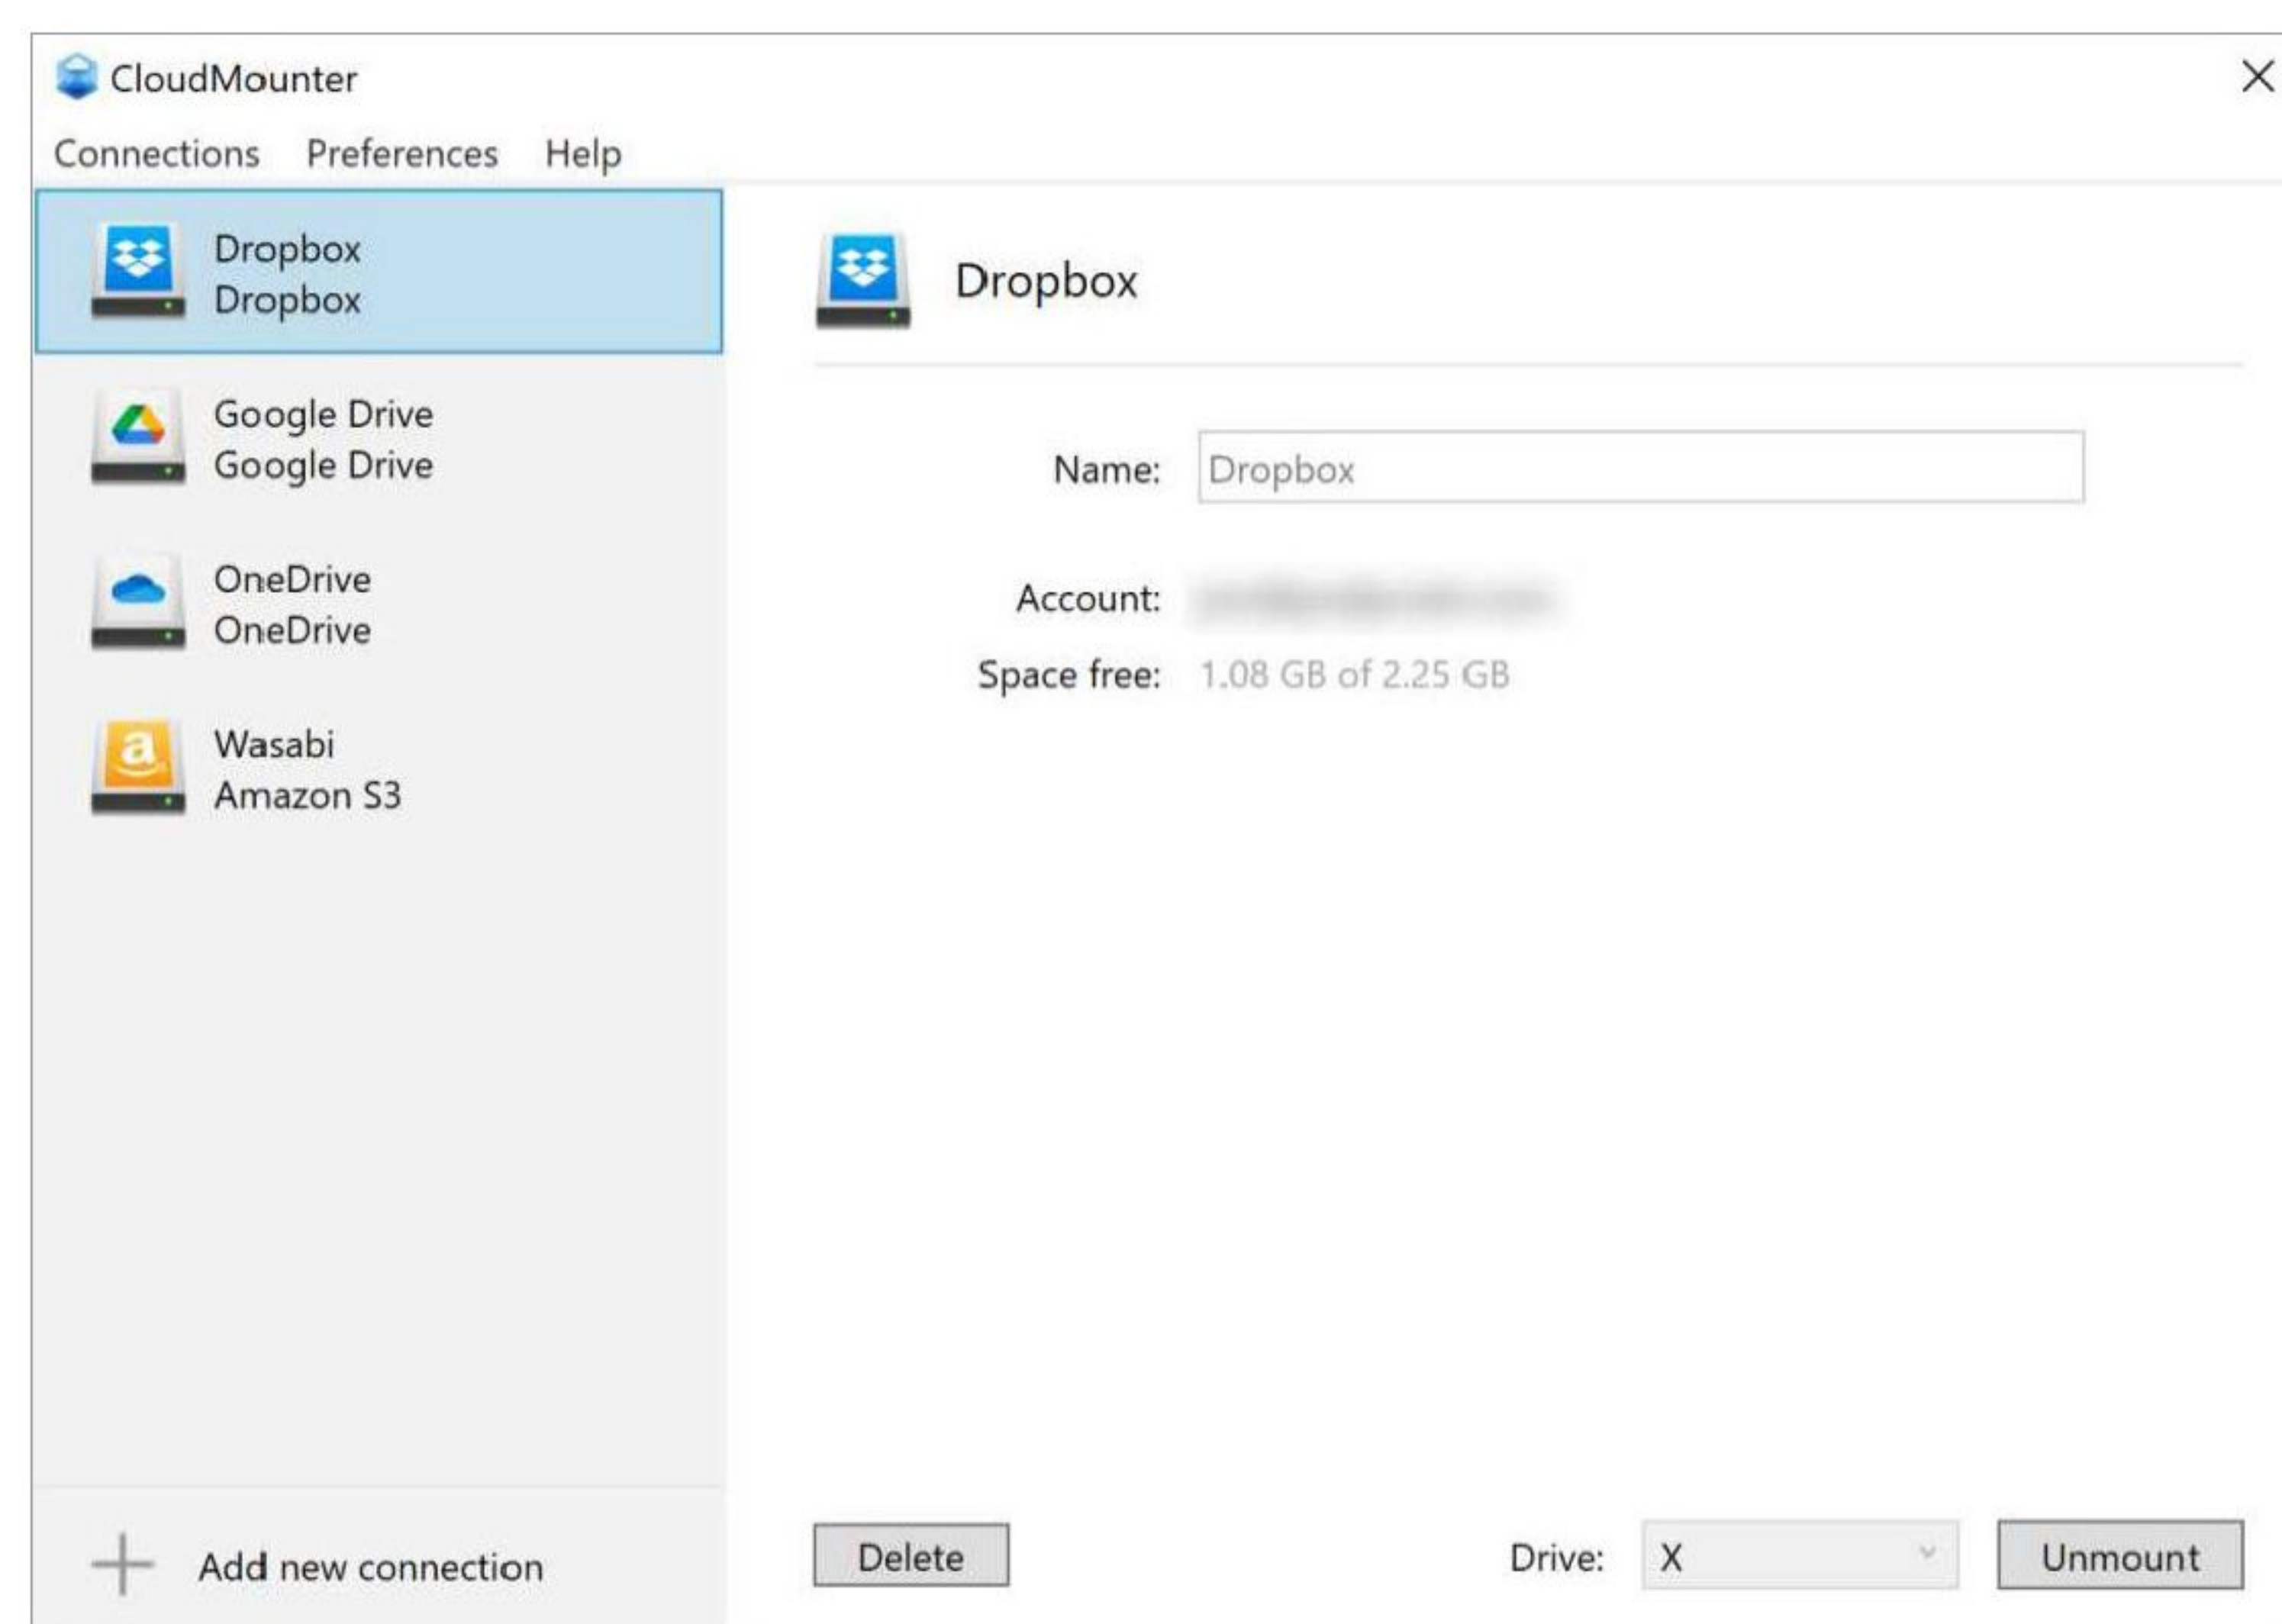 CloudMounter
Connections Preferences Help
Dropbox
Dropbox
Google Drive
Google Drive
OneDrive
OneDrive
Wasabi
Amazon S3
Add new connection
Dropbox
Name: Dropbox
Account:
Space free: 1.08 GB of 2.25 GB
Delete
Drive: X
Unmount